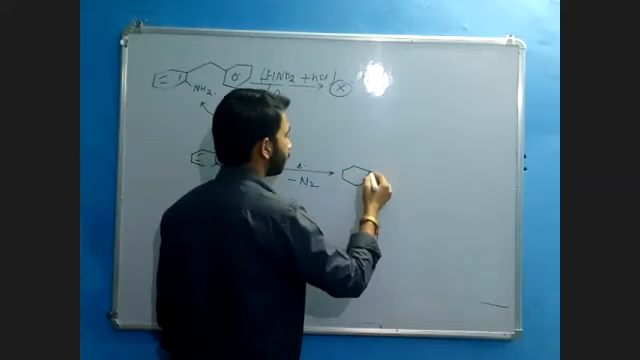 NH2. [HNO2 + HCl] X
Δ.
- N2